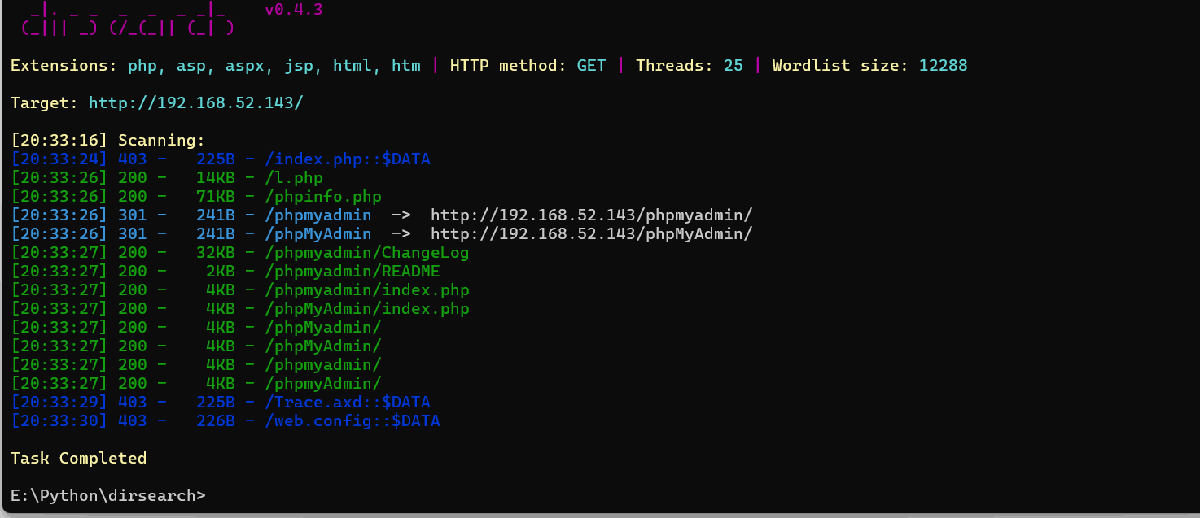 v0.4.3
Extensions: php, asp, aspx, jsp, html, htm | HTTP method: GET | Threads: 25 | Wordlist size: 12288
Target: http://192.168.52.143/
[20:33:16] Scanning:
[20:33:24] 403 -   225B - /index.php::$DATA
[20:33:26] 200 -   14KB - /l.php
[20:33:26] 200 -   71KB - /phpinfo.php
[20:33:26] 301 -   241B - /phpmyadmin  ->  http://192.168.52.143/phpmyadmin/
[20:33:26] 301 -   241B - /phpMyAdmin  ->  http://192.168.52.143/phpMyAdmin/
[20:33:27] 200 -   32KB - /phpmyadmin/ChangeLog
[20:33:27] 200 -    2KB - /phpmyadmin/README
[20:33:27] 200 -    4KB - /phpmyadmin/index.php
[20:33:27] 200 -    4KB - /phpMyAdmin/index.php
[20:33:27] 200 -    4KB - /phpMyadmin/
[20:33:27] 200 -    4KB - /phpMyAdmin/
[20:33:27] 200 -    4KB - /phpmyadmin/
[20:33:27] 200 -    4KB - /phpmyAdmin/
[20:33:29] 403 -   225B - /Trace.axd::$DATA
[20:33:30] 403 -   226B - /web.config::$DATA
Task Completed
E:\Python\dirsearch>